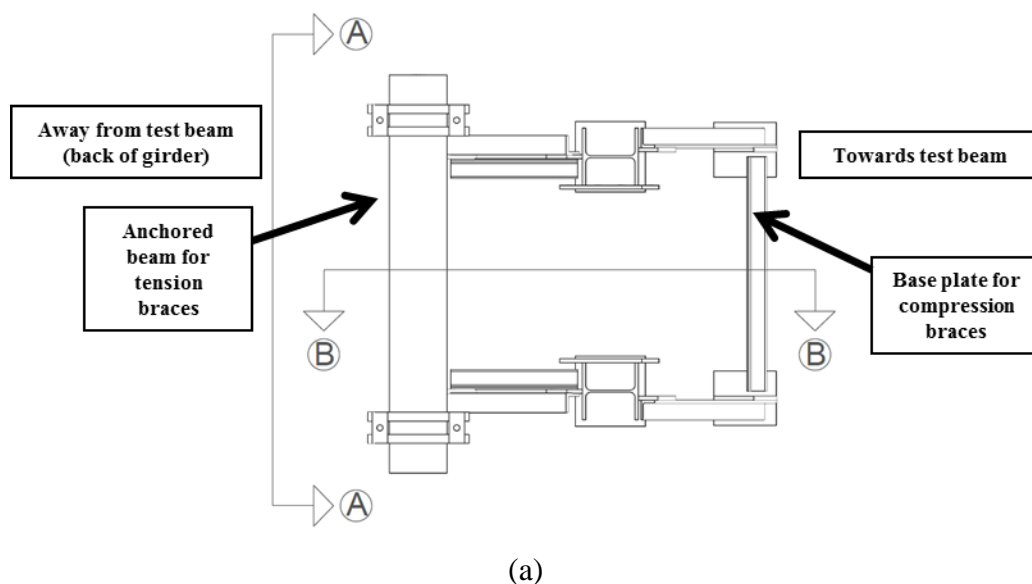 A
Away from test beam
(back of girder)
Towards test beam
Anchored
beam for
tension
braces
Base plate for
compression
braces
B
B
A
(a)